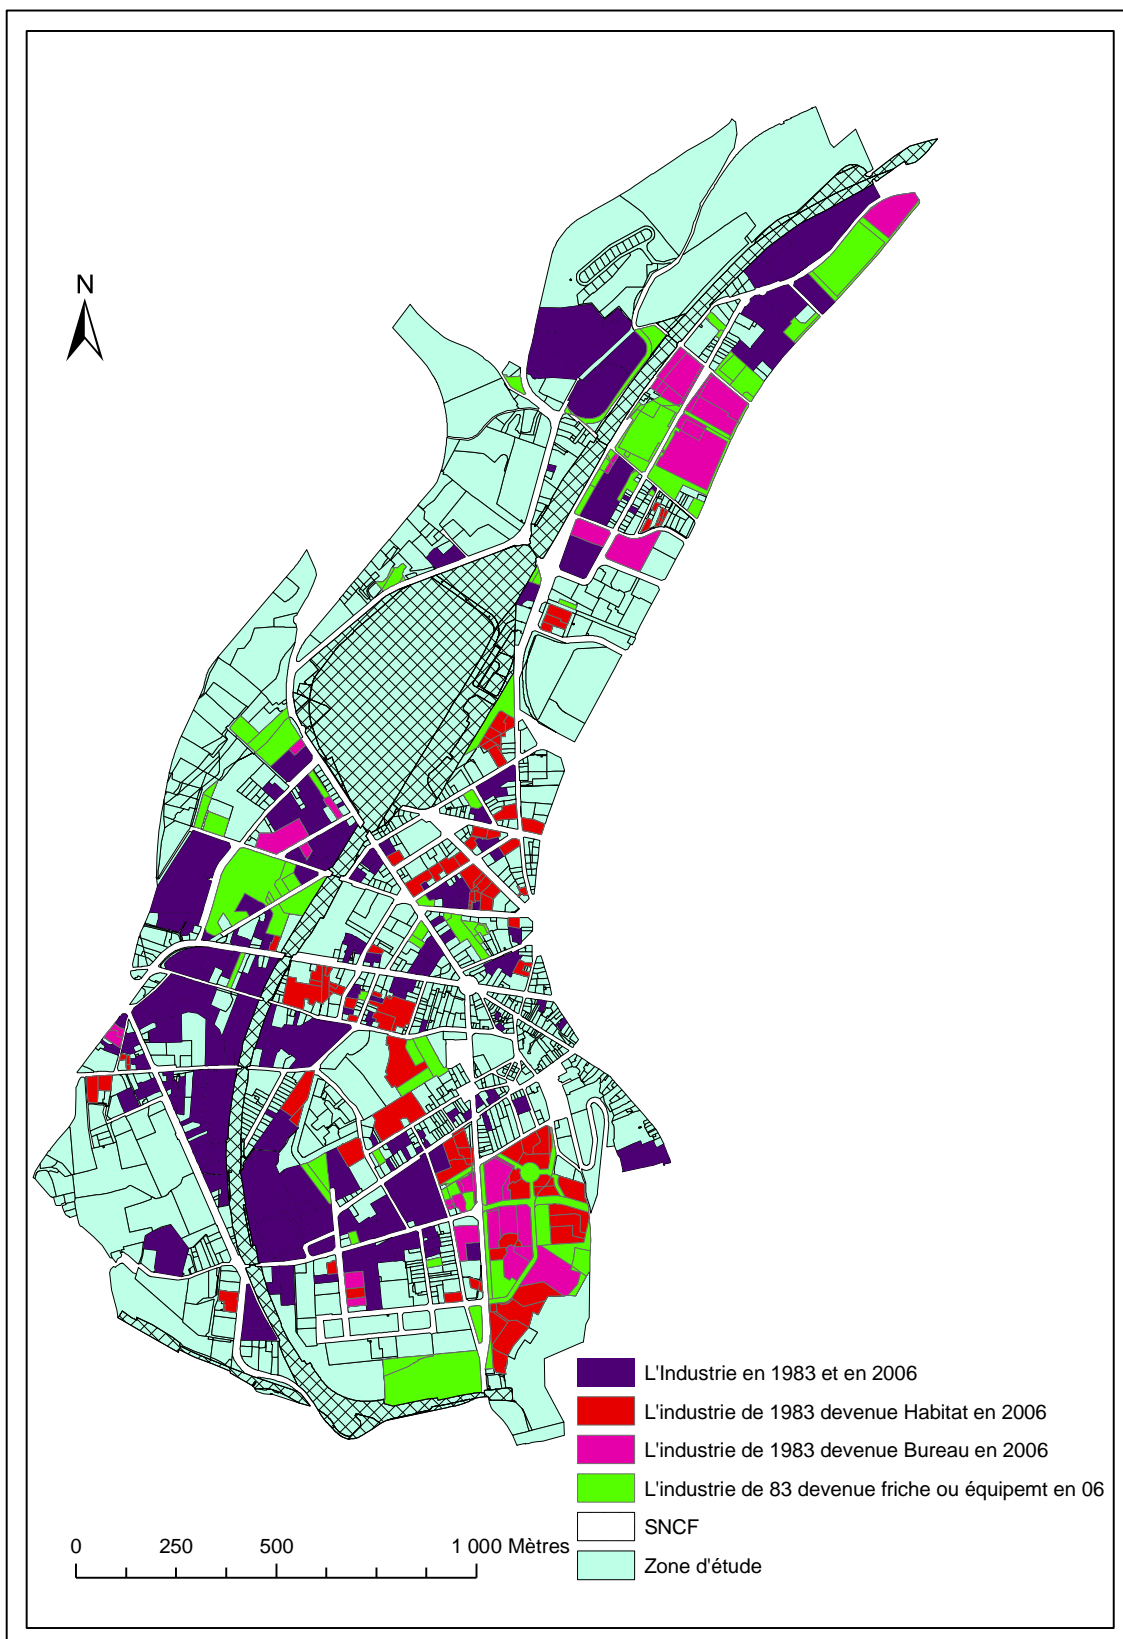 N
L'Industrie en 1983 et en 2006
L'industrie de 1983 devenue Habitat en 2006
L'industrie de 1983 devenue Bureau en 2006
L'industrie de 83 devenue friche ou équipemt en 06
SNCF
Zone d'étude
0 250 500 1 000 Mètres